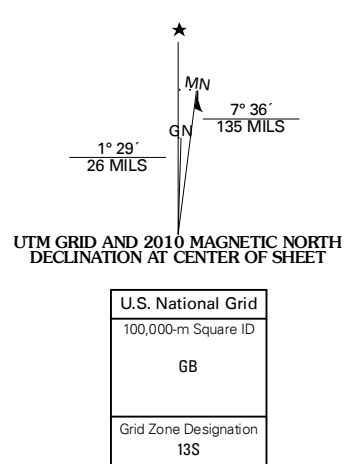 ★
MN
7° 36´
135 MILS
GN
1° 29´
26 MILS
UTM GRID AND 2010 MAGNETIC NORTH
DECLINATION AT CENTER OF SHEET
U.S. National Grid
100,000-m Square ID
GB
Grid Zone Designation
13S